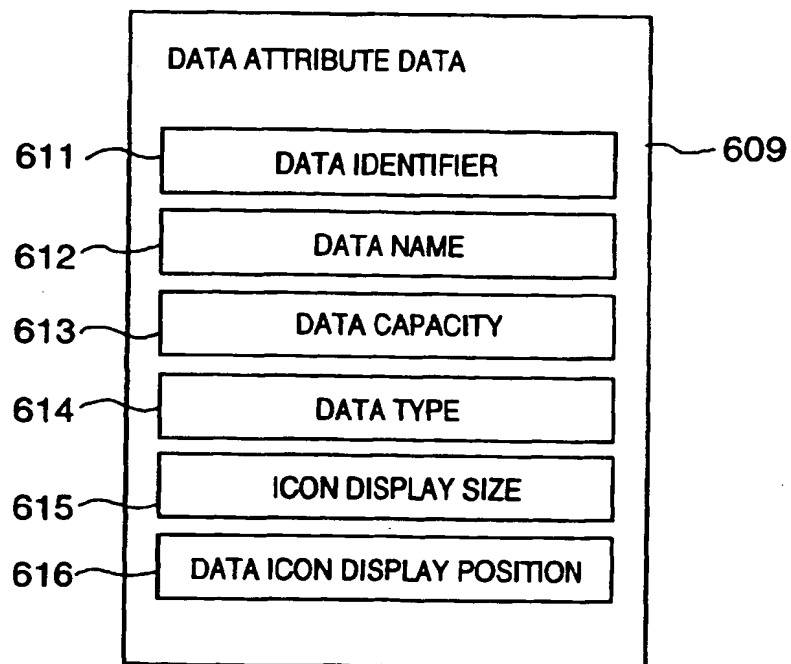 DATA ATTRIBUTE DATA
611 DATA IDENTIFIER 609
612 DATA NAME
613 DATA CAPACITY
614 DATA TYPE
615 ICON DISPLAY SIZE
616 DATA ICON DISPLAY POSITION